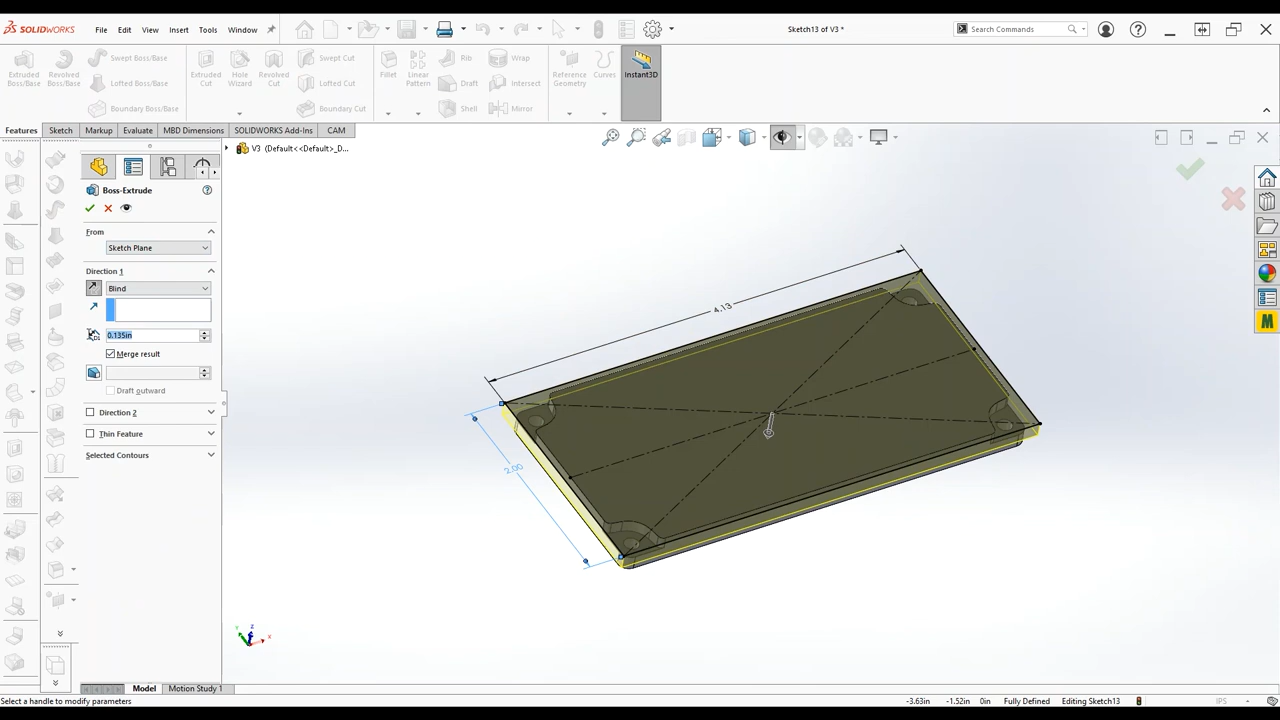 SOLIDWORKS File Edit View Insert Tools Window Sketch13 of V3 * Search Commands
Extruded Boss/Base Revolved Boss/Base Swept Boss/Base Lofted Boss/Base Boundary Boss/Base Extruded Cut Hole Wizard Revolved Cut Swept Cut Lofted Cut Boundary Cut Fillet Linear Pattern Rib Draft Shell Wrap Intersect Mirror Reference Geometry Curves Instant3D
Features Sketch Markup Evaluate MBD Dimensions SOLIDWORKS Add-Ins CAM
V3 (Default<<Default>_D...
Boss-Extrude
From
Sketch Plane
Direction 1
Blind
0.135in
Merge result
Draft outward
Direction 2
Thin Feature
Selected Contours
4.13
2.00
Y Z X
M
Model Motion Study 1
Select a handle to modify parameters -3.63in -1.52in 0in Fully Defined Editing Sketch13 IPS